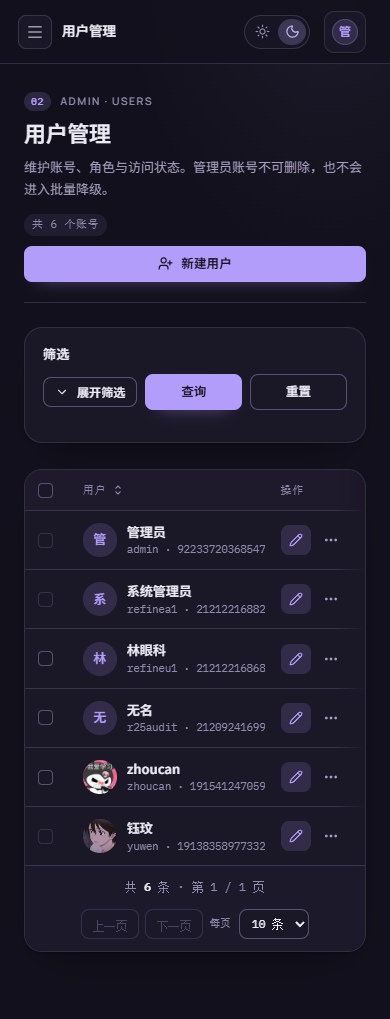 用户管理
管
02 ADMIN · USERS
用户管理
维护账号、角色与访问状态。管理员账号不可删除，也不会
进入批量降级。
共 6 个账号
新建用户
筛选
展开筛选 查询 重置
用户 操作
管 管理员
admin · 92233720368547
系 系统管理员
refinea1 · 21212216882
林 林眼科
refineu1 · 21212216868
无 无名
r25audit · 21209241699
我爱学习
zhoucan
zhoucan · 191541247059
钰玟
yuwen · 19138358977332
共 6 条 · 第 1 / 1 页
上一页 下一页 每页 10 条